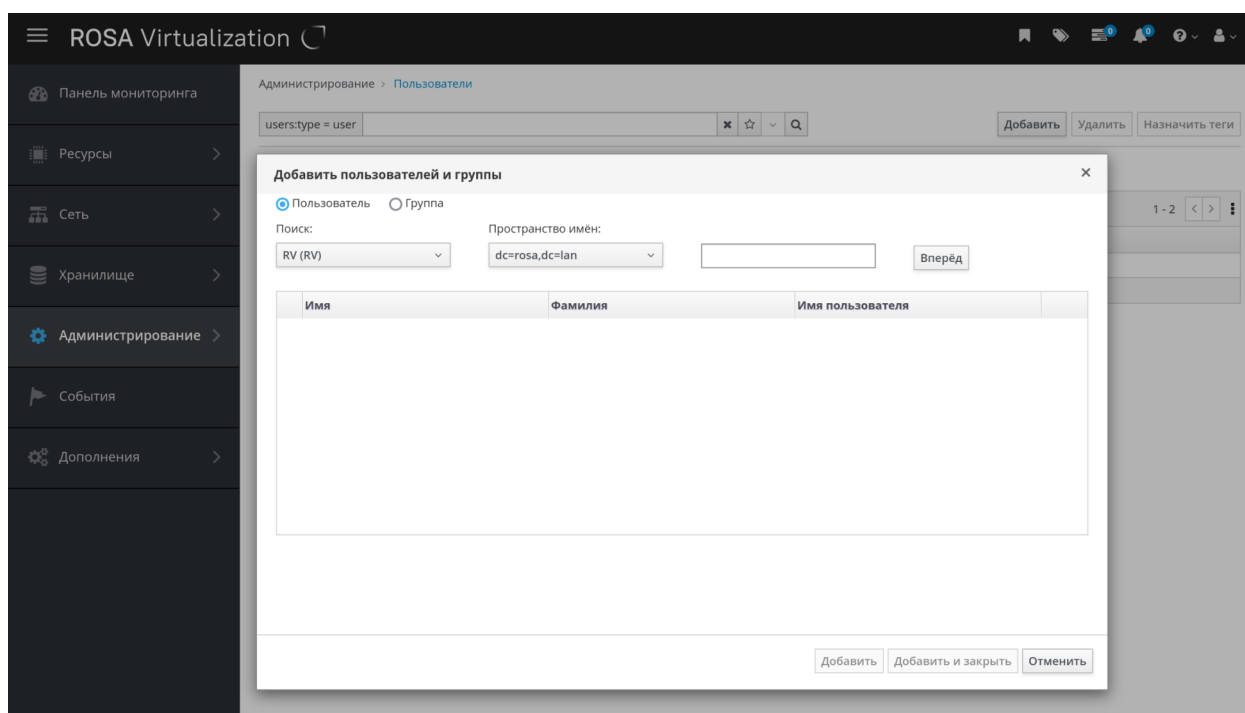 ROSA Virtualization
0 0
Панель мониторинга
Ресурсы
Сеть
Хранилище
Администрирование
События
Дополнения
Администрирование > Пользователи
users:type = user
Добавить Удалить Назначить теги
1 - 2
Добавить пользователей и группы
Пользователь Группа
Поиск: Пространство имён:
RV (RV) dc=rosa,dc=lan Вперёд
Имя Фамилия Имя пользователя
Добавить Добавить и закрыть Отменить